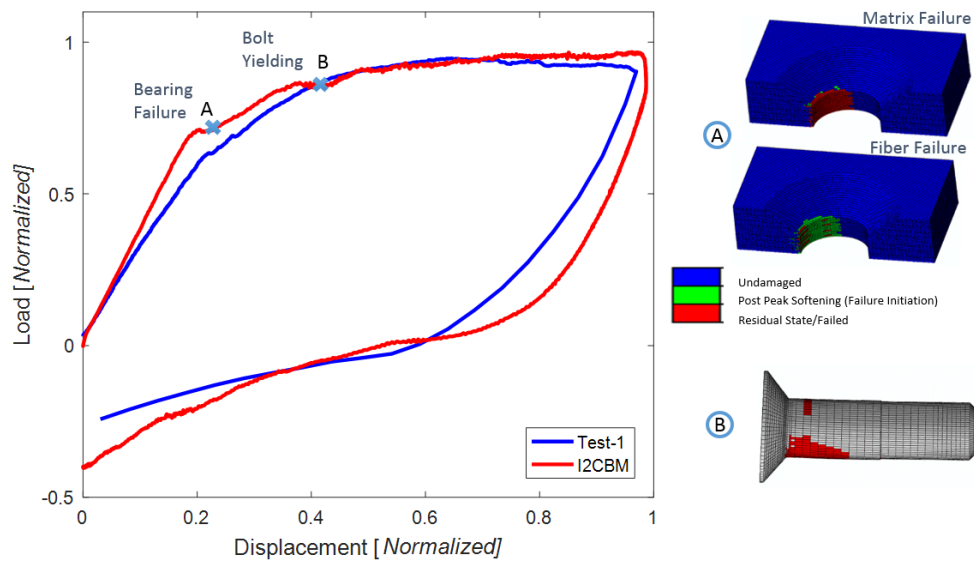 Matrix Failure
Bolt
Yielding
B
Bearing
Failure
A
A
Fiber Failure
1
0.5
0
-0.5
Load [Normalized]
Undamaged
Post Peak Softening (Failure Initiation)
Residual State/Failed
B
Test-1
I2CBM
0
0.2
0.4
0.6
0.8
1
Displacement [Normalized]